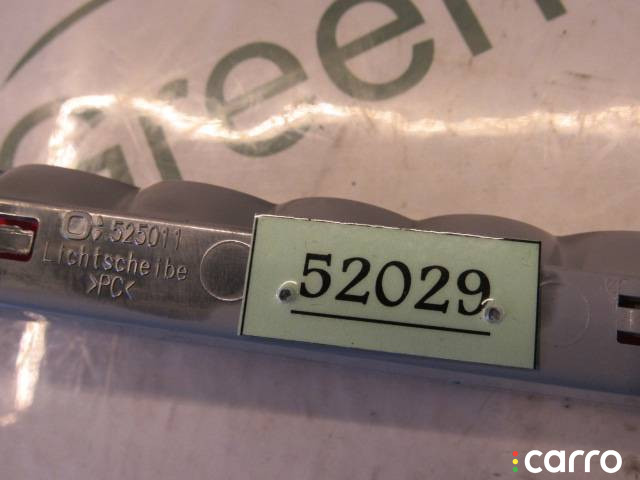 Green
525011
Lichtscheibe
>PC<
52029
carro